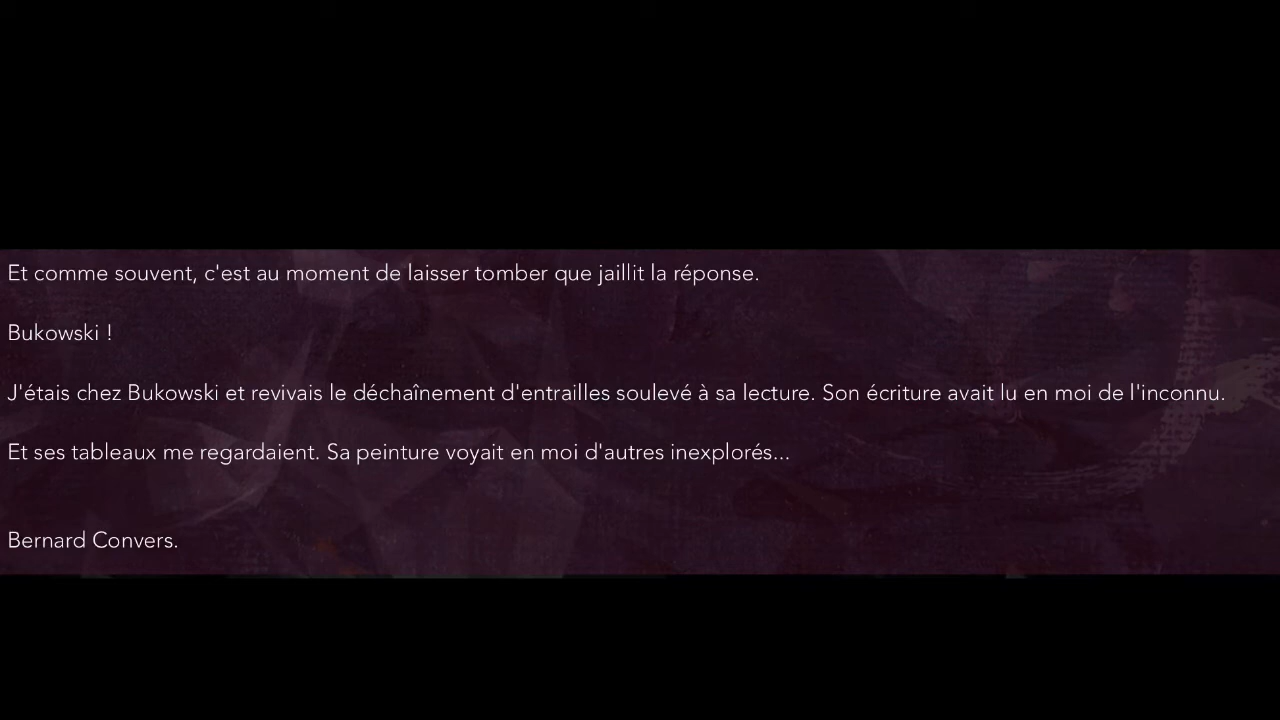 Et comme souvent, c'est au moment de laisser tomber que jaillit la réponse.
Bukowski !
J'étais chez Bukowski et revivais le déchaînement d'entrailles soulevé à sa lecture. Son écriture avait lu en moi de l'inconnu.
Et ses tableaux me regardaient. Sa peinture voyait en moi d'autres inexplorés...
Bernard Convers.